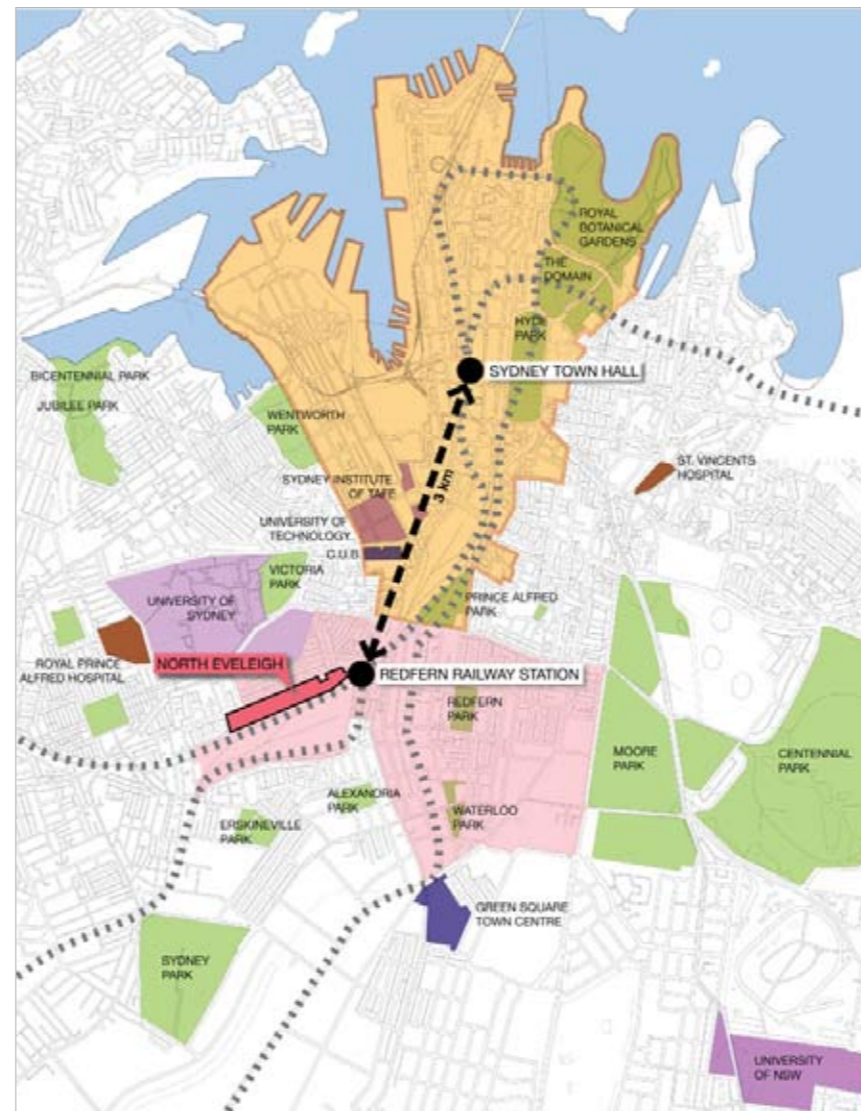 ROYAL
BOTANICAL
GARDENS
THE
DOMAIN
HYDE
PARK
SYDNEY TOWN HALL
BICENTENNIAL PARK
JUBILEE PARK
WENTWORTH
PARK
ST. VINCENTS
HOSPITAL
SYDNEY INSTITUTE
OF TAFE
3 km
UNIVERSITY OF
TECHNOLOGY
C.U.B.
VICTORIA
PARK
UNIVERSITY OF
SYDNEY
PRINCE ALFRED
PARK
ROYAL PRINCE
ALFRED HOSPITAL
NORTH EVELEIGH
REDFERN RAILWAY STATION
REDFERN
PARK
MOORE
PARK
CENTENNIAL
PARK
ALEXANDRIA
PARK
WATERLOO
PARK
ERSKINEVILLE
PARK
GREEN SQUARE
TOWN CENTRE
SYDNEY
PARK
UNIVERSITY
OF NSW